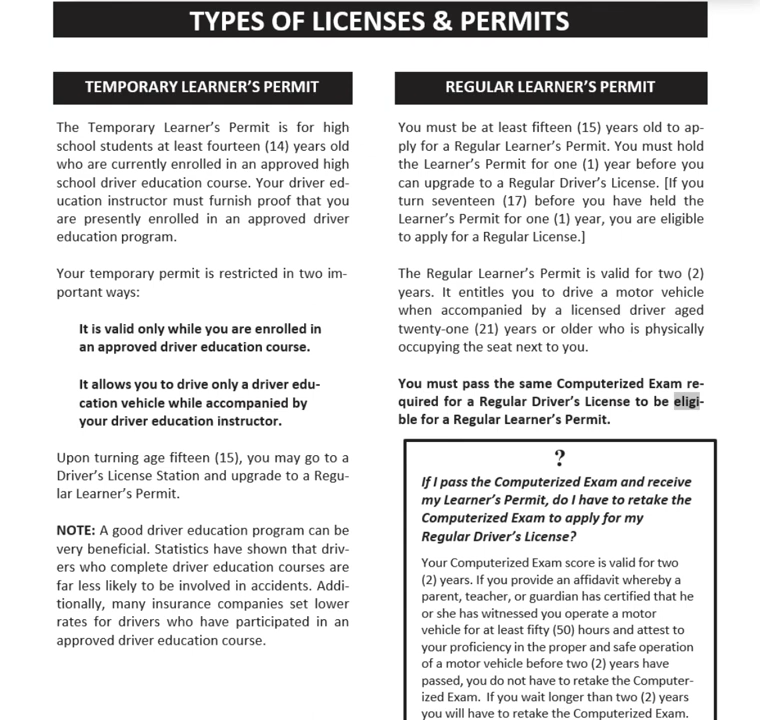 TYPES OF LICENSES & PERMITS
TEMPORARY LEARNER'S PERMIT
The Temporary Learner's Permit is for high
school students at least fourteen (14) years old
who are currently enrolled in an approved high
school driver education course. Your driver ed-
ucation instructor must furnish proof that you
are presently enrolled in an approved driver
education program.
Your temporary permit is restricted in two im-
portant ways:
It is valid only while you are enrolled in
an approved driver education course.
It allows you to drive only a driver edu-
cation vehicle while accompanied by
your driver education instructor.
Upon turning age fifteen (15), you may go to a
Driver's License Station and upgrade to a Regu-
lar Learner's Permit.
NOTE: A good driver education program can be
very beneficial. Statistics have shown that driv-
ers who complete driver education courses are
far less likely to be involved in accidents. Addi-
tionally, many insurance companies set lower
rates for drivers who have participated in an
approved driver education course.
REGULAR LEARNER'S PERMIT
You must be at least fifteen (15) years old to ap-
ply for a Regular Learner's Permit. You must hold
the Learner's Permit for one (1) year before you
can upgrade to a Regular Driver's License. [If you
turn seventeen (17) before you have held the
Learner's Permit for one (1) year, you are eligible
to apply for a Regular License.]
The Regular Learner's Permit is valid for two (2)
years. It entitles you to drive a motor vehicle
when accompanied by a licensed driver aged
twenty-one (21) years or older who is physically
occupying the seat next to you.
You must pass the same Computerized Exam re-
quired for a Regular Driver's License to be eligi-
ble for a Regular Learner's Permit.
?
If I pass the Computerized Exam and receive
my Learner's Permit, do I have to retake the
Computerized Exam to apply for my
Regular Driver's License?
Your Computerized Exam score is valid for two
(2) years. If you provide an affidavit whereby a
parent, teacher, or guardian has certified that he
or she has witnessed you operate a motor
vehicle for at least fifty (50) hours and attest to
your proficiency in the proper and safe operation
of a motor vehicle before two (2) years have
passed, you do not have to retake the Computer-
ized Exam. If you wait longer than two (2) years
you will have to retake the Computerized Exam.